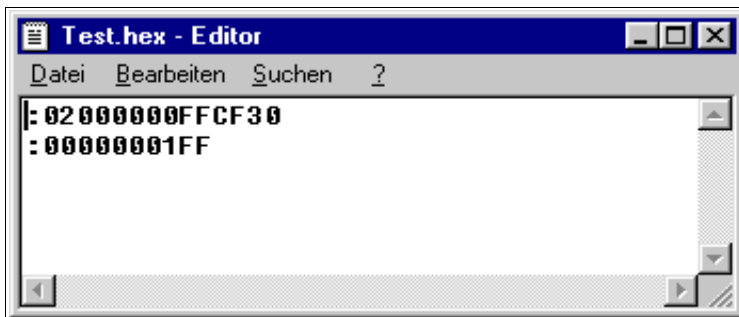 Test.hex - Editor
Datei Bearbeiten Suchen ?
:02000000FFCF30
:00000001FF